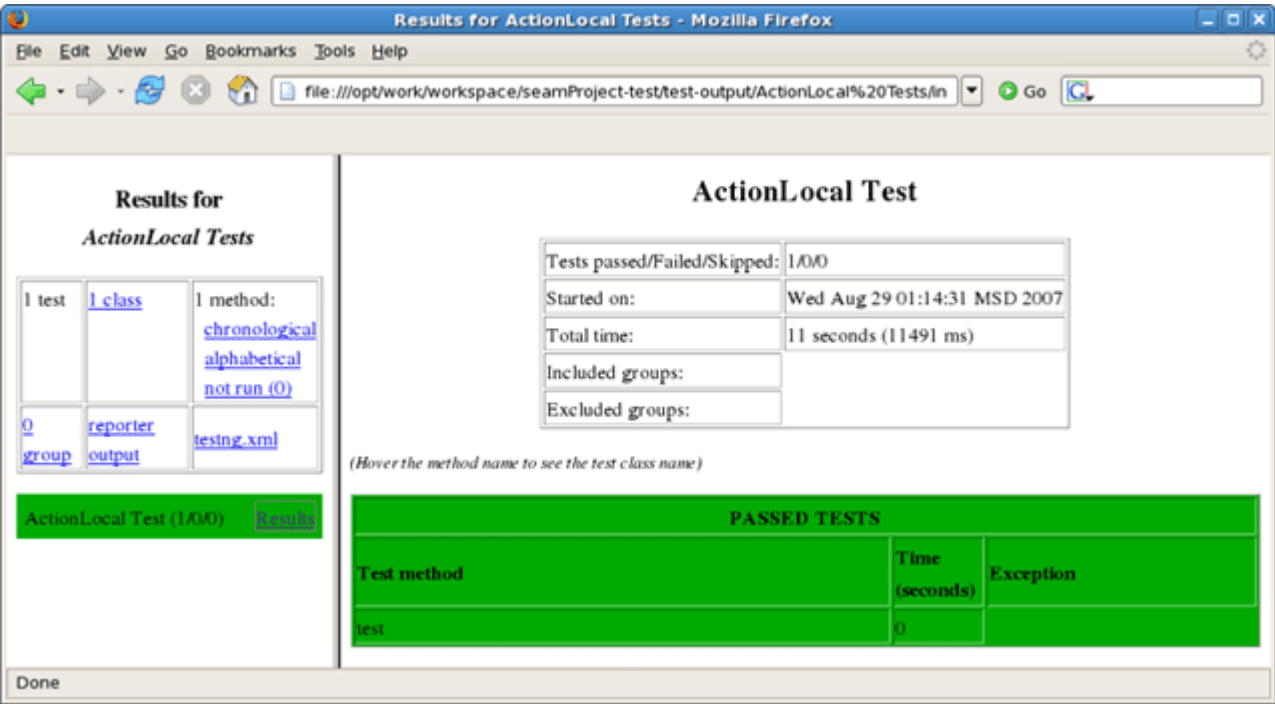 Results for ActionLocal Tests - Mozilla Firefox
File Edit View Go Bookmarks Tools Help
file:///opt/work/workspace/seamProject-test/test-output/ActionLocal%20Tests/in Go G
Results for
ActionLocal Tests
1 test 1 class 1 method:
chronological
alphabetical
not run (0)
0 group reporter output testng.xml
ActionLocal Test (1/0/0) Results
ActionLocal Test
Tests passed/Failed/Skipped: 1/0/0
Started on: Wed Aug 29 01:14:31 MSD 2007
Total time: 11 seconds (11491 ms)
Included groups:
Excluded groups:
(Hover the method name to see the test class name)
PASSED TESTS
Test method Time (seconds) Exception
test 0
Done